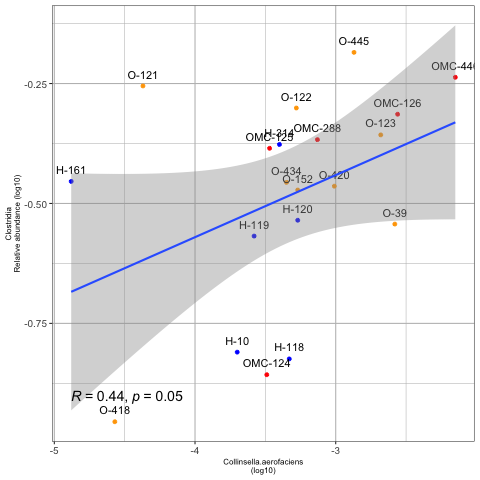 O-445
OMC-44
O-121
-0.25
O-122
OMC-126
O-123
H-314
OMC-288
OMC-125
H-161
O-434
O-420
O-152
-0.50
H-120
O-39
H-119
Clostridia
Relative abundance (log10)
-0.75
H-10
H-118
OMC-124
R = 0.44, p = 0.05
O-418
-5
-4
-3
Collinsella.aerofaciens
(log10)